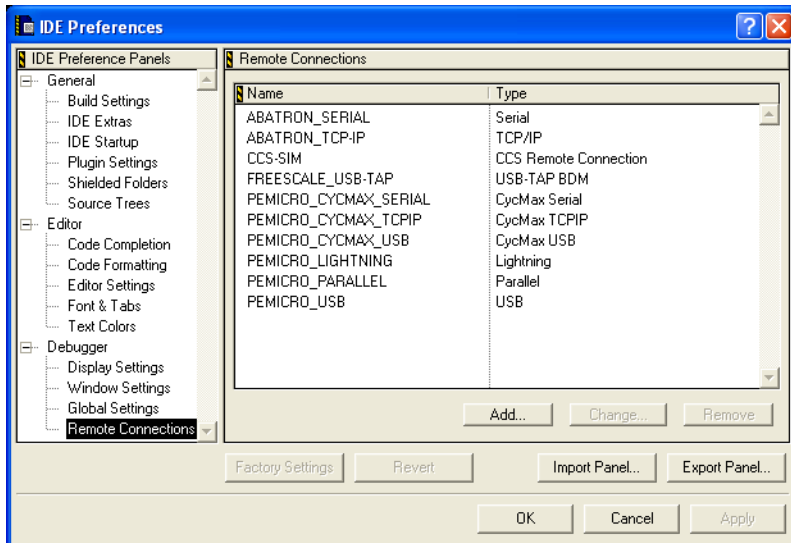 IDE Preferences
IDE Preference Panels
General
Build Settings
IDE Extras
IDE Startup
Plugin Settings
Shielded Folders
Source Trees
Editor
Code Completion
Code Formatting
Editor Settings
Font & Tabs
Text Colors
Debugger
Display Settings
Window Settings
Global Settings
Remote Connections
Remote Connections
Name Type
ABATRON_SERIAL Serial
ABATRON_TCP-IP TCP/IP
CCS-SIM CCS Remote Connection
FREESCALE_USB-TAP USB-TAP BDM
PEMICRO_CYCMAX_SERIAL CycMax Serial
PEMICRO_CYCMAX_TCPIP CycMax TCPIP
PEMICRO_CYCMAX_USB CycMax USB
PEMICRO_LIGHTNING Lightning
PEMICRO_PARALLEL Parallel
PEMICRO_USB USB
Add... Change... Remove
Factory Settings Revert Import Panel... Export Panel...
OK Cancel Apply